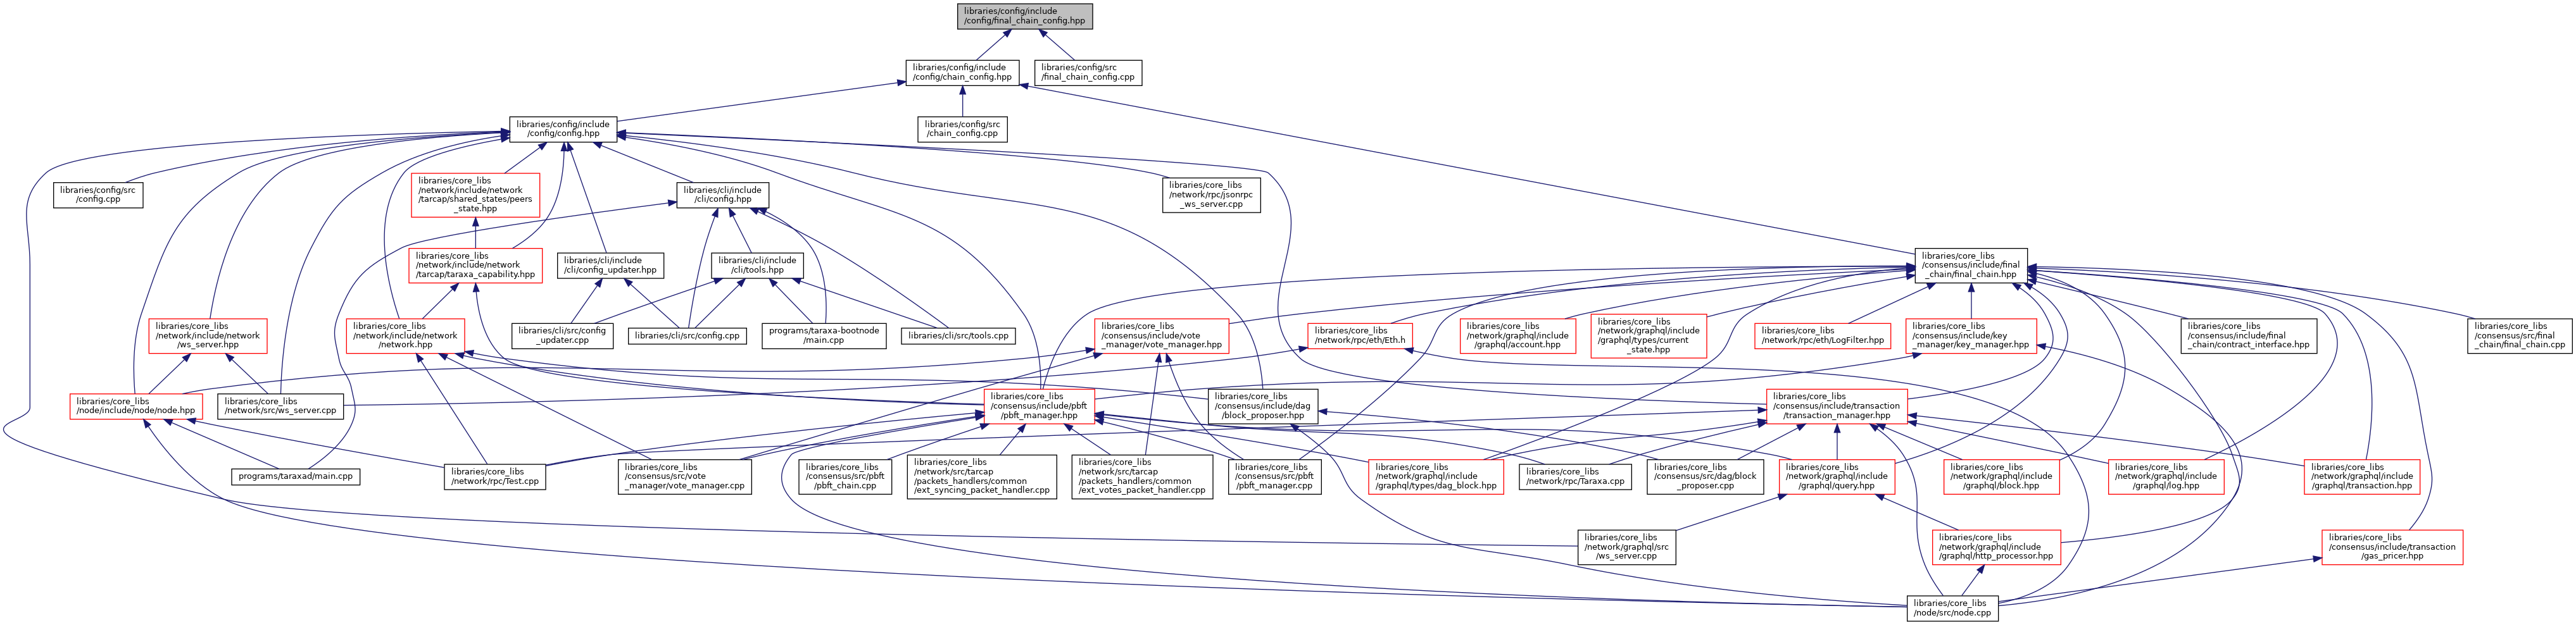 libraries/config/include
/config/final_chain_config.hpp
libraries/config/include
/config/chain_config.hpp
libraries/config/src
/final_chain_config.cpp
libraries/config/include
/config/config.hpp
libraries/config/src
/chain_config.cpp
libraries/config/src
/config.cpp
libraries/core_libs
/network/include/network
/tarcap/shared_states/peers
_state.hpp
libraries/cli/include
/cli/config.hpp
libraries/core_libs
/network/rpc/jsonrpc
_ws_server.cpp
libraries/core_libs
/network/include/network
/tarcap/taraxa_capability.hpp
libraries/cli/include
/cli/config_updater.hpp
libraries/cli/include
/cli/tools.hpp
libraries/core_libs
/consensus/include/final
_chain/final_chain.hpp
libraries/core_libs
/network/include/network
/ws_server.hpp
libraries/core_libs
/network/include/network
/network.hpp
libraries/cli/src/config
_updater.cpp
libraries/cli/src/config.cpp
programs/taraxa-bootnode
/main.cpp
libraries/cli/src/tools.cpp
libraries/core_libs
/consensus/include/vote
_manager/vote_manager.hpp
libraries/core_libs
/network/rpc/eth/Eth.h
libraries/core_libs
/network/graphql/include
/graphql/account.hpp
libraries/core_libs
/network/graphql/include
/graphql/types/current
_state.hpp
libraries/core_libs
/network/rpc/eth/LogFilter.hpp
libraries/core_libs
/consensus/include/key
_manager/key_manager.hpp
libraries/core_libs
/consensus/include/final
_chain/contract_interface.hpp
libraries/core_libs
/consensus/src/final
_chain/final_chain.cpp
libraries/core_libs
/node/include/node/node.hpp
libraries/core_libs
/network/src/ws_server.cpp
libraries/core_libs
/consensus/include/pbft
/pbft_manager.hpp
libraries/core_libs
/consensus/include/dag
/block_proposer.hpp
libraries/core_libs
/consensus/include/transaction
/transaction_manager.hpp
programs/taraxad/main.cpp
libraries/core_libs
/network/rpc/Test.cpp
libraries/core_libs
/consensus/src/vote
_manager/vote_manager.cpp
libraries/core_libs
/consensus/src/pbft
/pbft_chain.cpp
libraries/core_libs
/network/src/tarcap
/packets_handlers/common
/ext_syncing_packet_handler.cpp
libraries/core_libs
/network/src/tarcap
/packets_handlers/common
/ext_votes_packet_handler.cpp
libraries/core_libs
/consensus/src/pbft
/pbft_manager.cpp
libraries/core_libs
/network/graphql/include
/graphql/types/dag_block.hpp
libraries/core_libs
/network/rpc/Taraxa.cpp
libraries/core_libs
/consensus/src/dag/block
_proposer.cpp
libraries/core_libs
/network/graphql/include
/graphql/query.hpp
libraries/core_libs
/network/graphql/include
/graphql/block.hpp
libraries/core_libs
/network/graphql/include
/graphql/log.hpp
libraries/core_libs
/network/graphql/include
/graphql/transaction.hpp
libraries/core_libs
/network/graphql/src
/ws_server.cpp
libraries/core_libs
/network/graphql/include
/graphql/http_processor.hpp
libraries/core_libs
/consensus/include/transaction
/gas_pricer.hpp
libraries/core_libs
/node/src/node.cpp